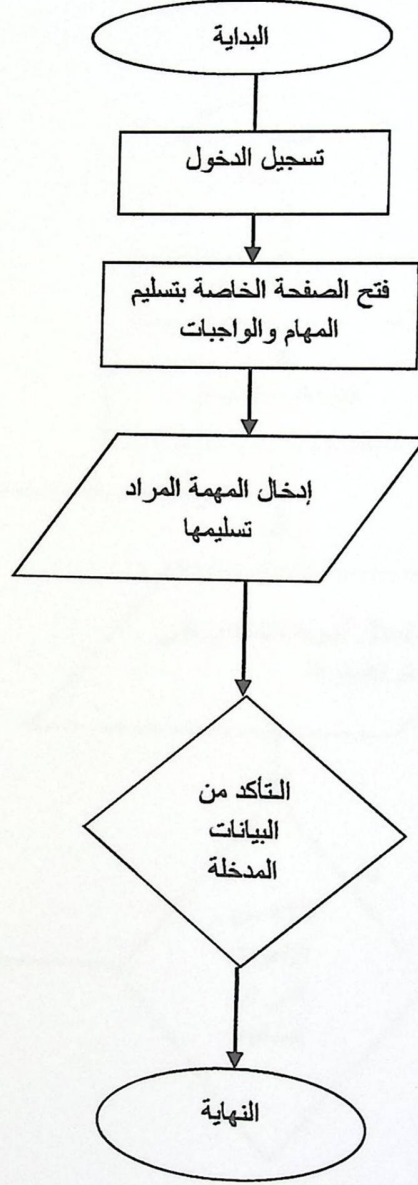 البداية
تسجيل الدخول
فتح الصفحة الخاصة بتسليم
المهام والواجبات
إدخال المهمة المراد
تسليمها
التأكد من
البيانات
المدخلة
النهاية